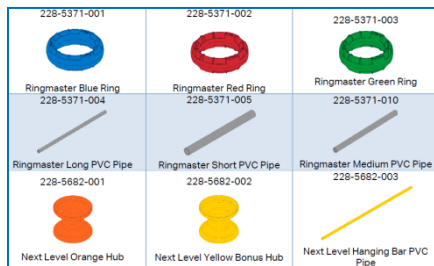 228-5371-001
228-5371-002
228-5371-003
Ringmaster Blue Ring
Ringmaster Red Ring
Ringmaster Green Ring
228-5371-004
228-5371-005
228-5371-010
Ringmaster Long PVC Pipe
Ringmaster Short PVC Pipe
Ringmaster Medium PVC Pipe
228-5682-001
228-5682-002
228-5682-003
Next Level Orange Hub
Next Level Yellow Bonus Hub
Next Level Hanging Bar PVC
Pipe